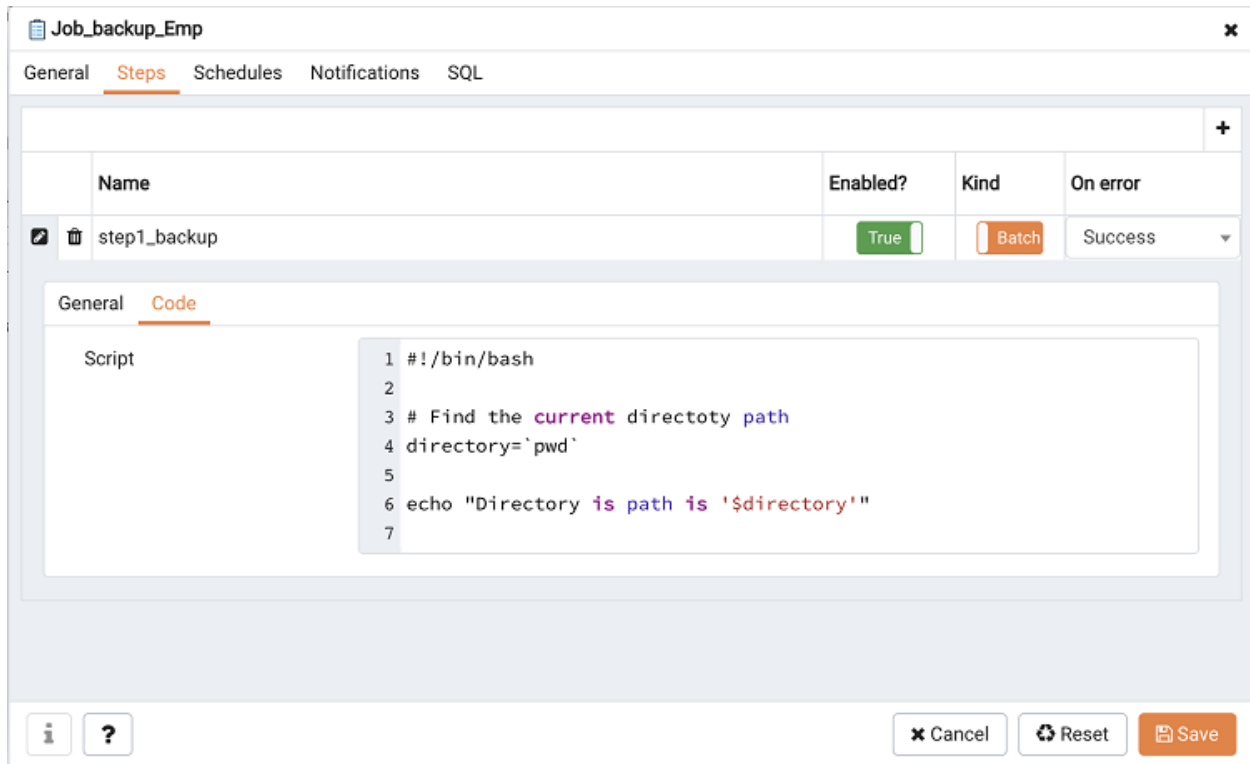 Job_backup_Emp
General Steps Schedules Notifications SQL
Name Enabled? Kind On error
step1_backup True Batch Success
General Code
Script
1 #!/bin/bash
2
3 # Find the current directoty path
4 directory=`pwd`
5
6 echo "Directory is path is '$directory'"
7
i ? Cancel Reset Save